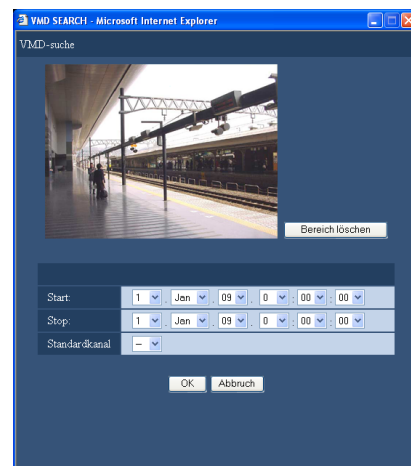 VMD SEARCH - Microsoft Internet Explorer
VMD-suche
Bereich löschen
Start: 1 . Jan . 09 . 0 : 00 : 00
Stop: 1 . Jan . 09 . 0 : 00 : 00
Standardkanal --
OK Abbruch